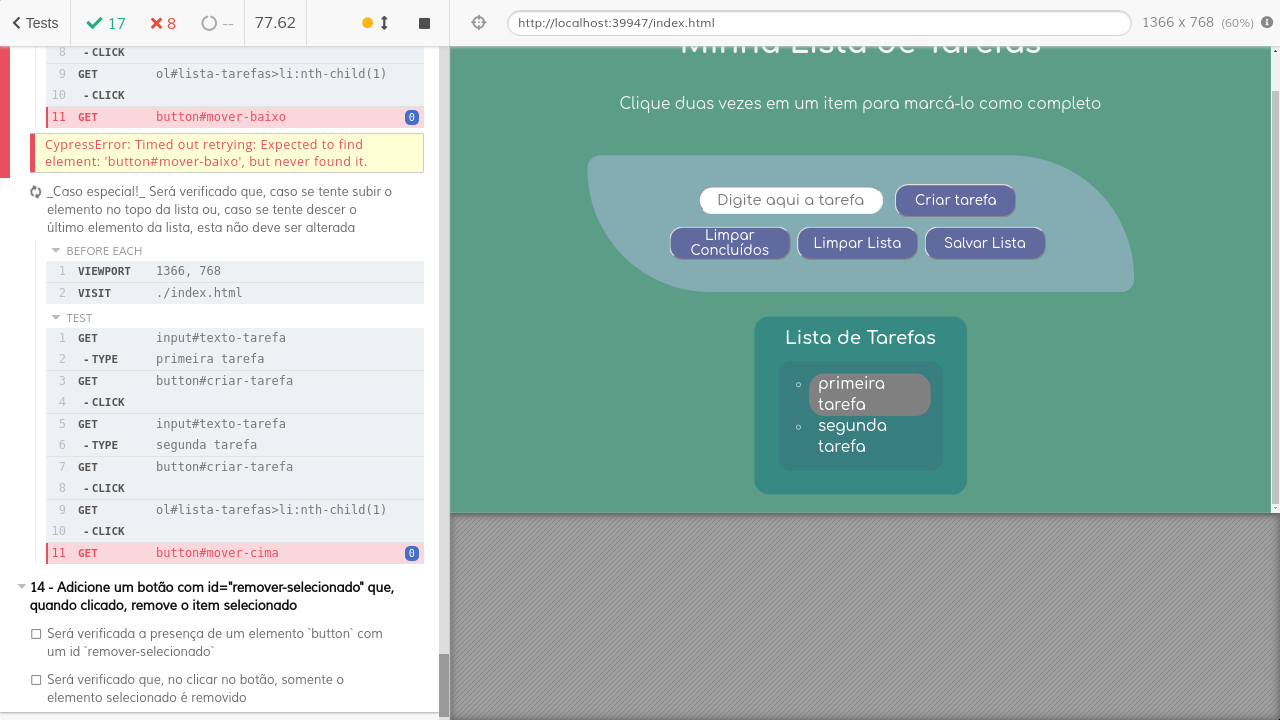 Tests
17
8
--
77.62
http://localhost:39947/index.html
1366 x 768 (60%)
8 - CLICK
9 GET ol#lista-tarefas>li:nth-child(1)
10 - CLICK
11 GET button#mover-baixo 0
CypressError: Timed out retrying: Expected to find
element: 'button#mover-baixo', but never found it.
_Caso especial!_ Será verificado que, caso se tente subir o
elemento no topo da lista ou, caso se tente descer o
último elemento da lista, esta não deve ser alterada
BEFORE EACH
1 VIEWPORT 1366, 768
2 VISIT ./index.html
TEST
1 GET input#texto-tarefa
2 - TYPE primeira tarefa
3 GET button#criar-tarefa
4 - CLICK
5 GET input#texto-tarefa
6 - TYPE segunda tarefa
7 GET button#criar-tarefa
8 - CLICK
9 GET ol#lista-tarefas>li:nth-child(1)
10 - CLICK
11 GET button#mover-cima 0
14 - Adicione um botão com id="remover-selecionado" que,
quando clicado, remove o item selecionado
Será verificada a presença de um elemento `button` com
um id `remover-selecionado`
Será verificado que, no clicar no botão, somente o
elemento selecionado é removido
Minha Lista de Tarefas
Clique duas vezes em um item para marcá-lo como completo
Digite aqui a tarefa
Criar tarefa
Limpar
Concluídos
Limpar Lista
Salvar Lista
Lista de Tarefas
primeira
tarefa
segunda
tarefa